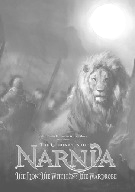 THE CHRONICLES OF
NARNIA
THE LION, THE WITCH AND THE WARDROBE